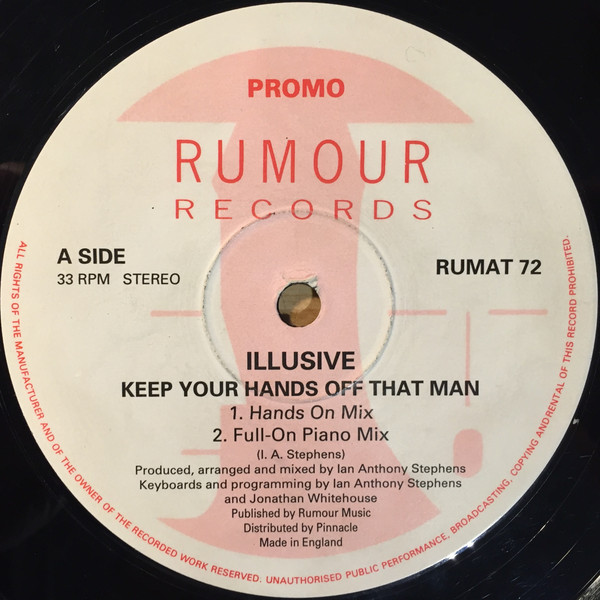 PROMO
RUMOUR
RECORDS
A SIDE
33 RPM STEREO
RUMAT 72
ILLUSIVE
KEEP YOUR HANDS OFF THAT MAN
1. Hands On Mix
2. Full-On Piano Mix
(I. A. Stephens)
Produced, arranged and mixed by Ian Anthony Stephens
Keyboards and programming by Ian Anthony Stephens
and Jonathan Whitehouse
Published by Rumour Music
Distributed by Pinnacle
Made in England
ALL RIGHTS OF THE MANUFACTURER AND OF THE OWNER OF THE RECORDED WORK RESERVED. UNAUTHORISED PUBLIC PERFORMANCE, BROADCASTING, COPYING AND RENTAL OF THIS RECORD PROHIBITED.